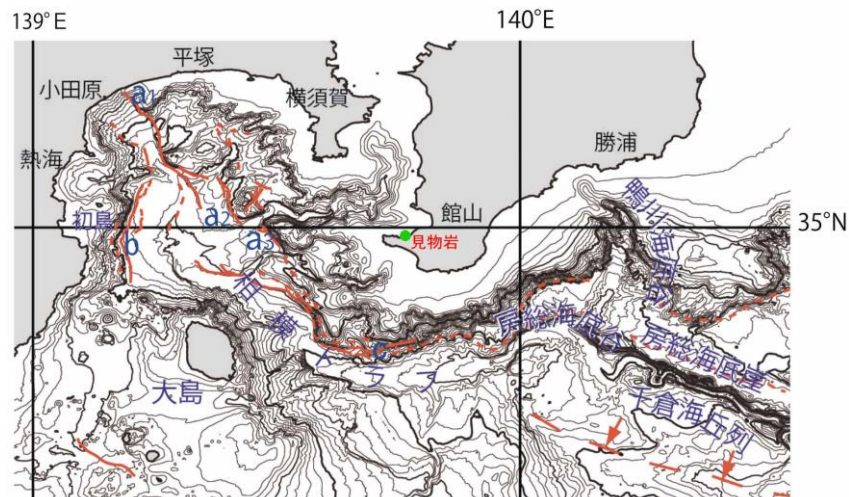 139°E
140°E
平塚
小田原
a1
横須賀
勝浦
熱海
鴨川海底谷
初島
a2
館山
35°N
b
a3
見物岩
相模トラフ
房総海底谷
房総海底崖
c
大島
千倉海丘列